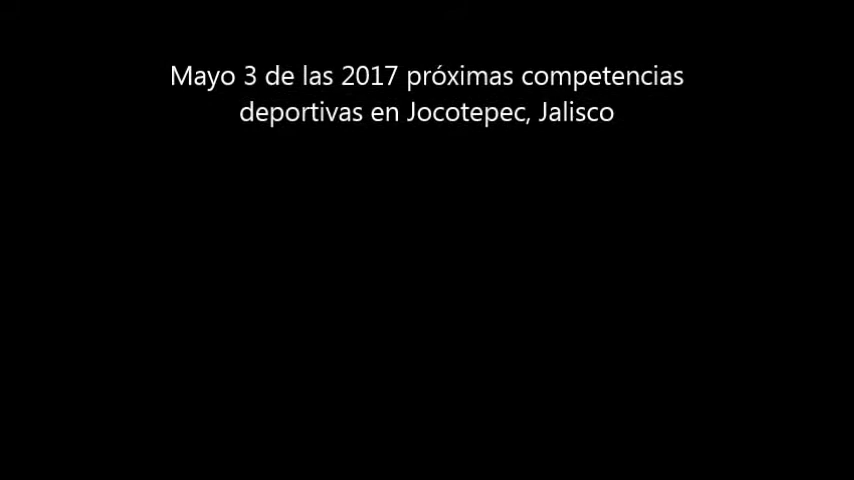 Mayo 3 de las 2017 próximas competencias
deportivas en Jocotepec, Jalisco